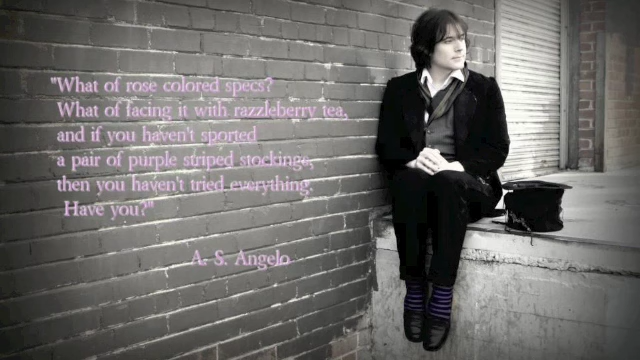 "What of rose colored specs?
What of facing it with razzleberry tea,
and if you haven't sported
a pair of purple striped stockings,
then you haven't tried everything.
Have you?"
A. S. Angelo